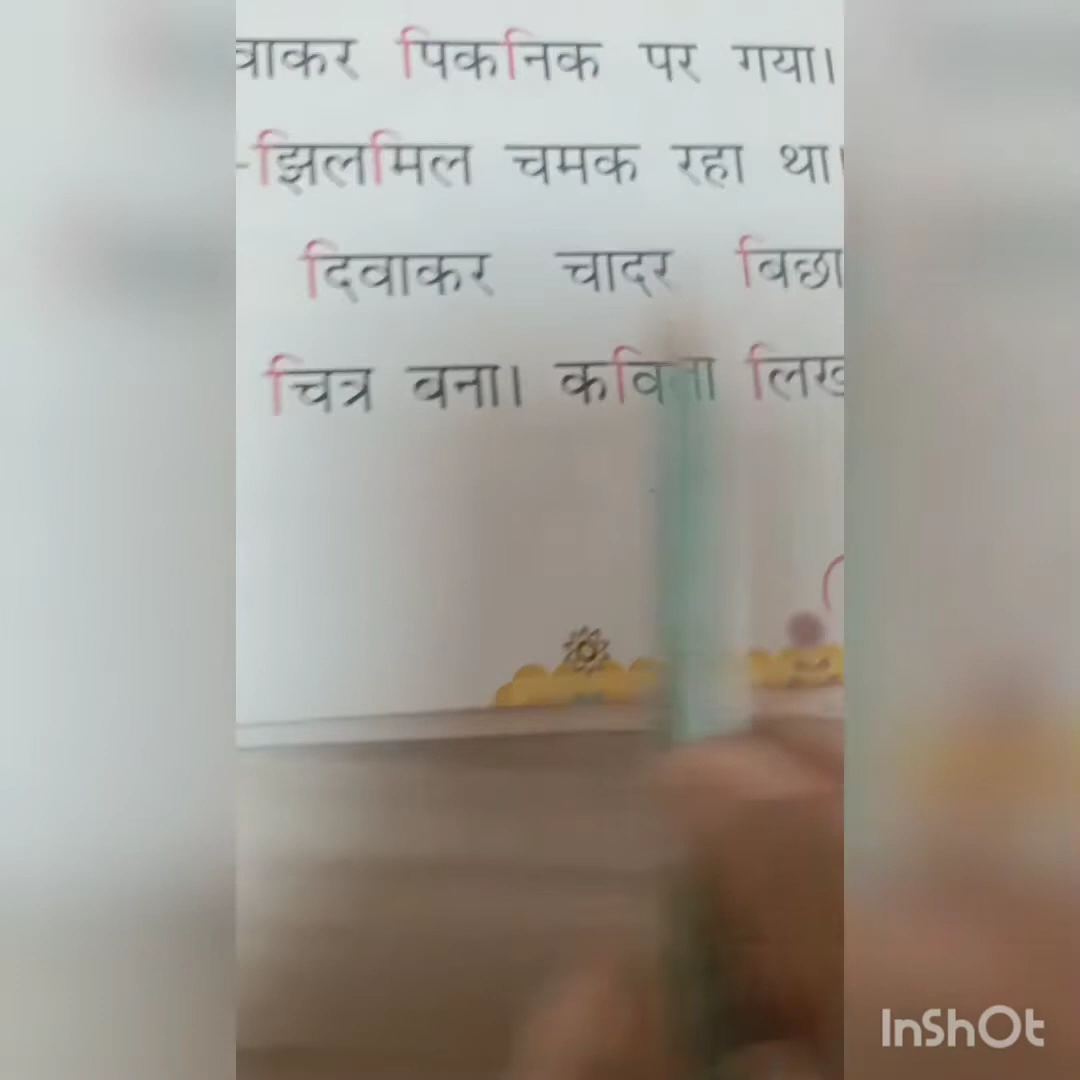 वाकर पिकनिक पर गया।
-झिलमिल चमक रहा था।
दिवाकर चादर बिछा
चित्र बना। कविता लिख
InShOt